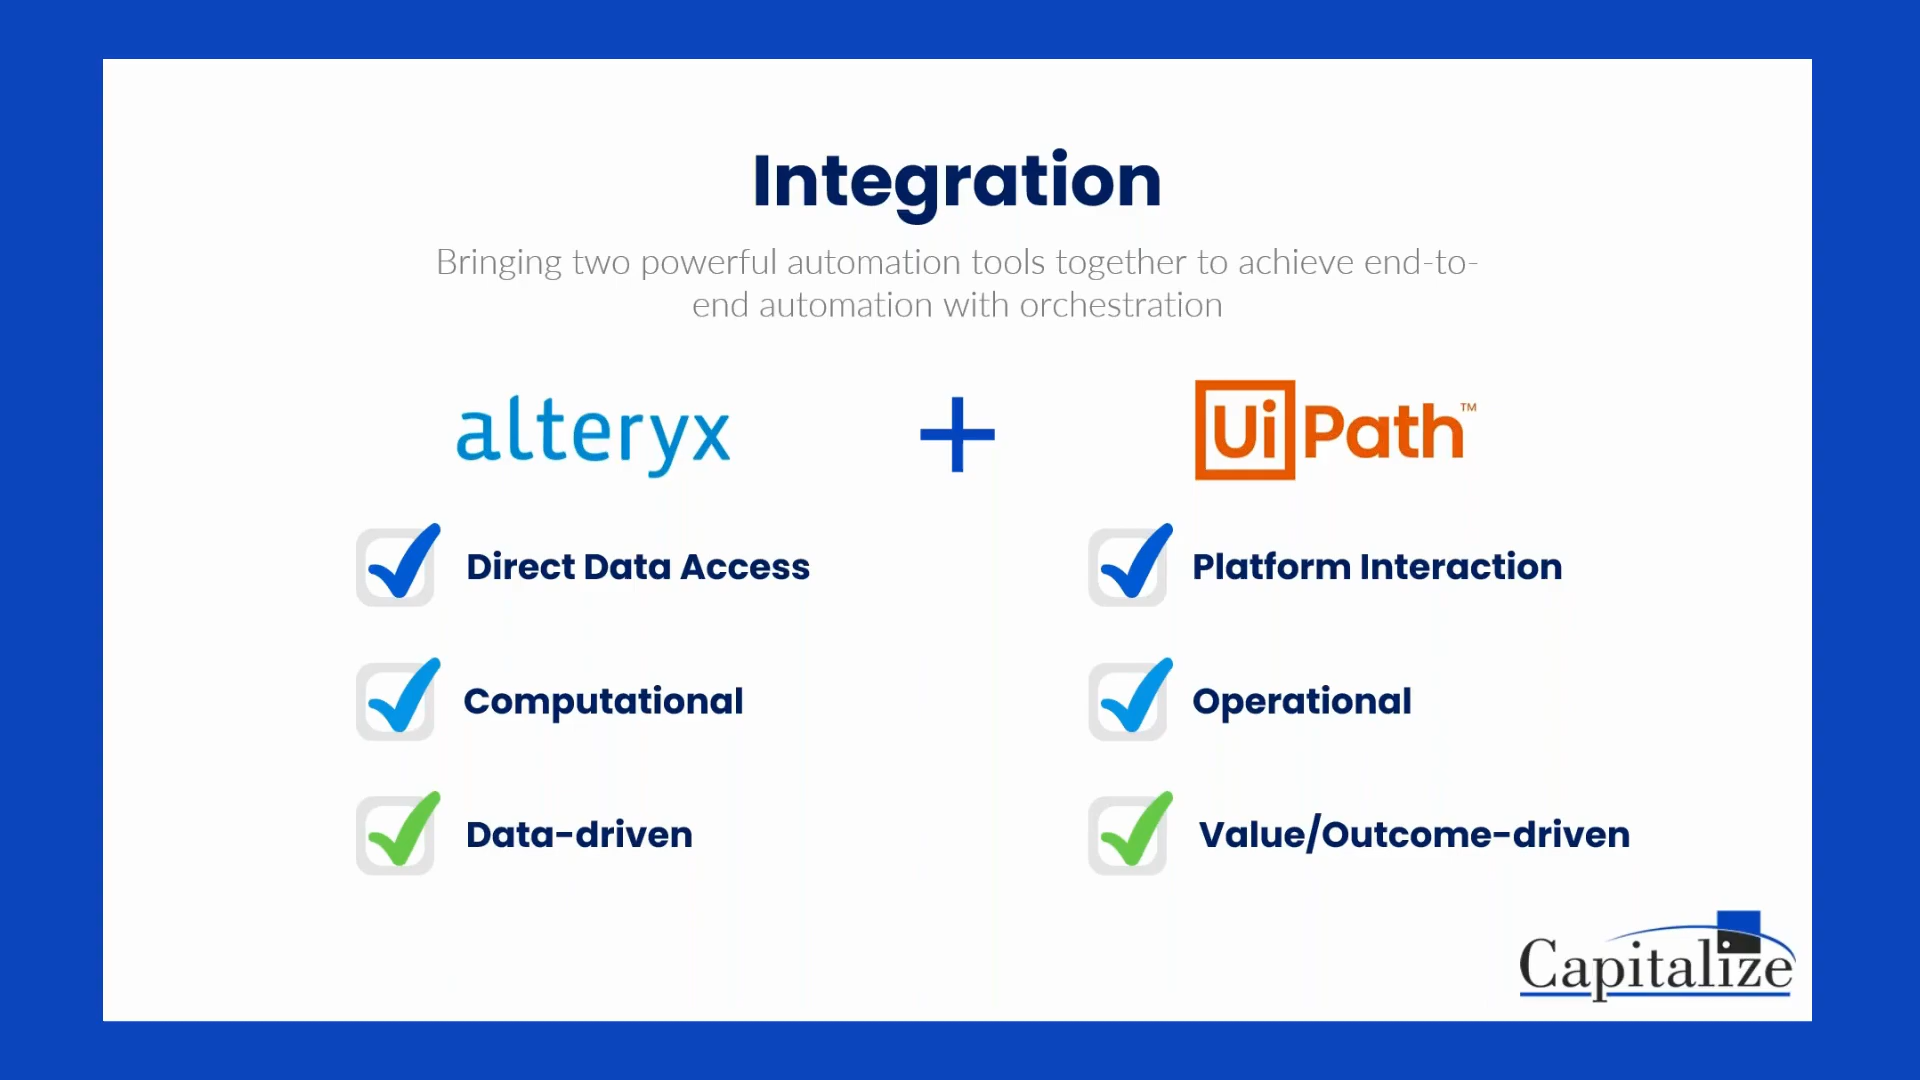 Integration
Bringing two powerful automation tools together to achieve end-to-
end automation with orchestration
alteryx
+
UiPath™
Direct Data Access
Platform Interaction
Computational
Operational
Data-driven
Value/Outcome-driven
Capitalize